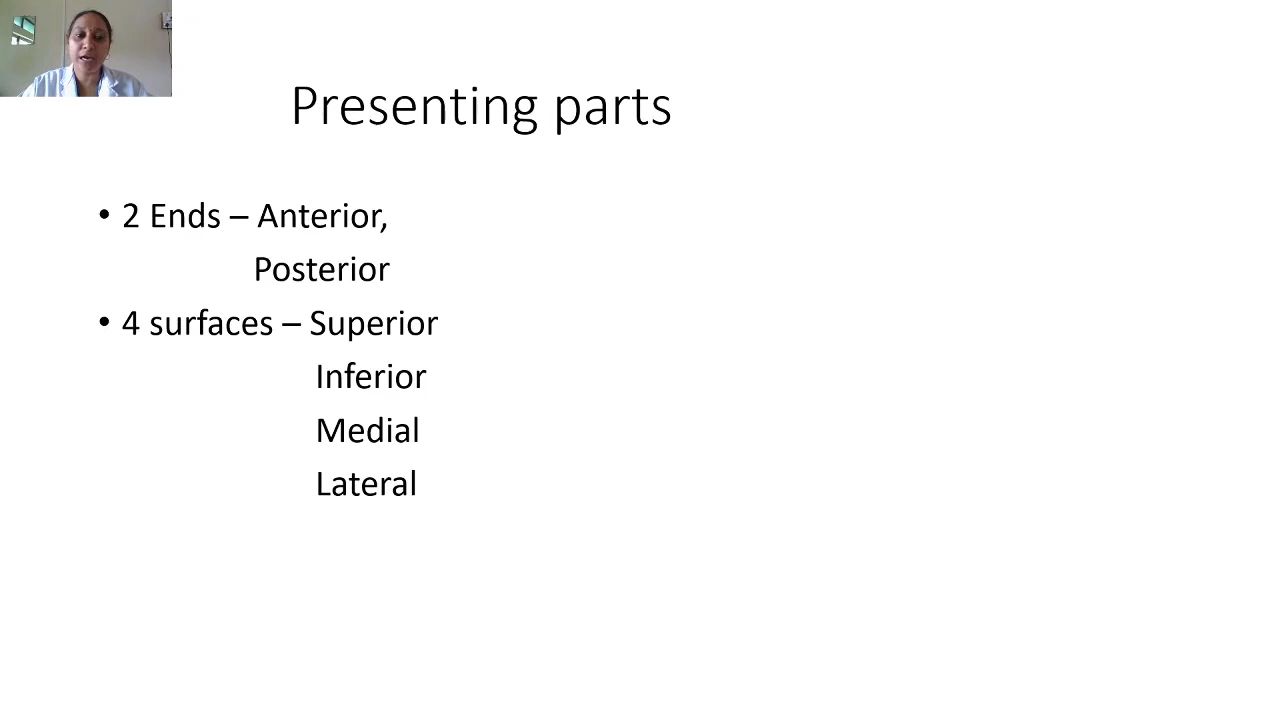 Presenting parts
• 2 Ends – Anterior,
Posterior
• 4 surfaces – Superior
Inferior
Medial
Lateral